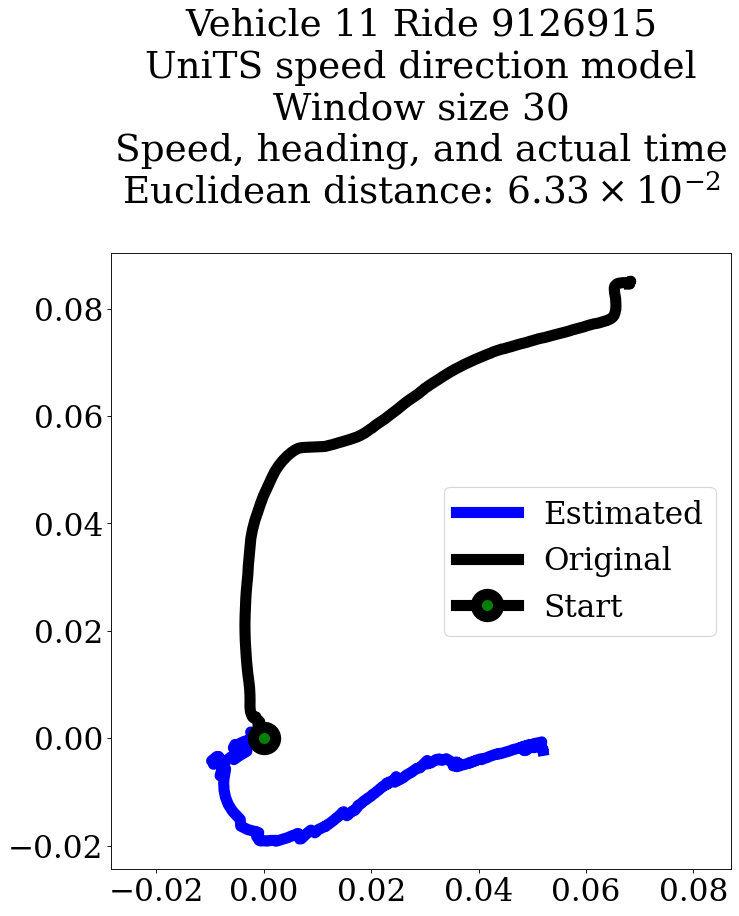 Vehicle 11 Ride 9126915
UniTS speed direction model
Window size 30
Speed, heading, and actual time
Euclidean distance: 6.33 × 10⁻²
0.08
0.06
0.04
0.02
0.00
−0.02
Estimated
Original
Start
−0.02 0.00 0.02 0.04 0.06 0.08